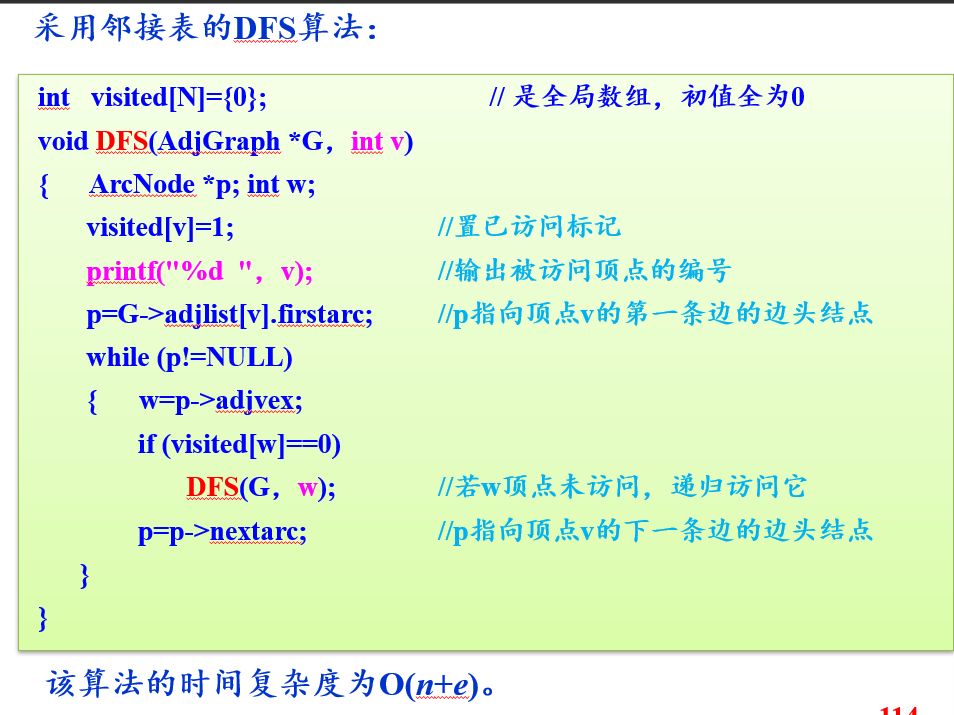 采用邻接表的DFS算法：
int visited[N]={0}; // 是全局数组，初值全为0
void DFS(AdjGraph *G，int v)
{ ArcNode *p; int w;
visited[v]=1; //置已访问标记
printf("%d "，v); //输出被访问顶点的编号
p=G->adjlist[v].firstarc; //p指向顶点v的第一条边的边头结点
while (p!=NULL)
{ w=p->adjvex;
if (visited[w]==0)
DFS(G，w); //若w顶点未访问，递归访问它
p=p->nextarc; //p指向顶点v的下一条边的边头结点
}
}
该算法的时间复杂度为O(n+e)。
114